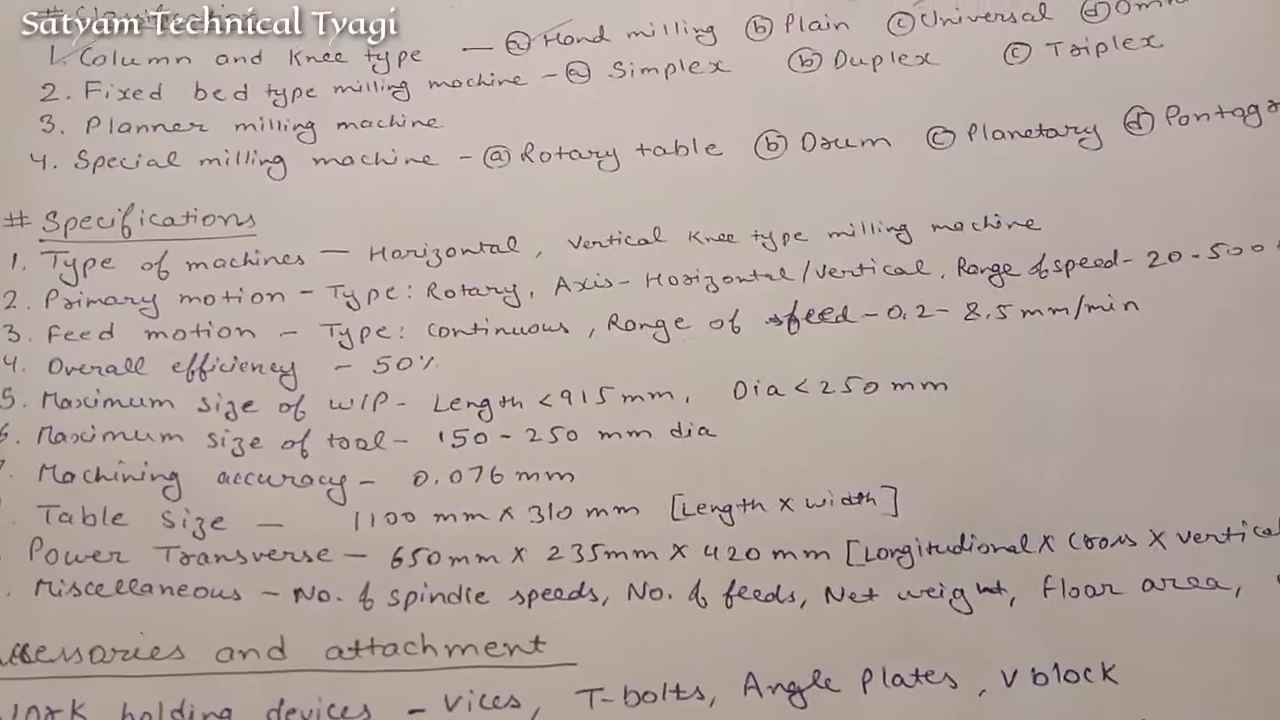 Satyam Technical Tyagi
1. Column and Knee type — ⓐ Hand milling ⓑ Plain ⓒ Universal ⓓ
2. Fixed bed type milling machine - ⓐ Simplex ⓑ Duplex ⓒ Triplex
3. Planner milling machine
4. Special milling machine - ⓐ Rotary table ⓑ Drum ⓒ Planetary ⓓ
# Specifications
1. Type of machines — Horizontal, Vertical Knee type milling machine
2. Primary motion - Type: Rotary, Axis - Horizontal/Vertical, Range of speed - 20-500
3. Feed motion - Type: Continuous, Range of feed - 0.2 - 8.5 mm/min
4. Overall efficiency - 50%
5. Maximum size of W/P - Length < 915 mm, Dia < 250 mm
6. Maximum size of tool - 150 - 250 mm dia
Machining accuracy - 0.076 mm
Table size — 1100 mm x 310 mm [Length x width]
Power Transverse - 650mm x 235mm x 420 mm [Longitudional x Cross x vertical
Miscellaneous - No. of spindle speeds, No. of feeds, Net weight, floor area,
and attachment
holding devices - Vices, T-bolts, Angle Plates, V block